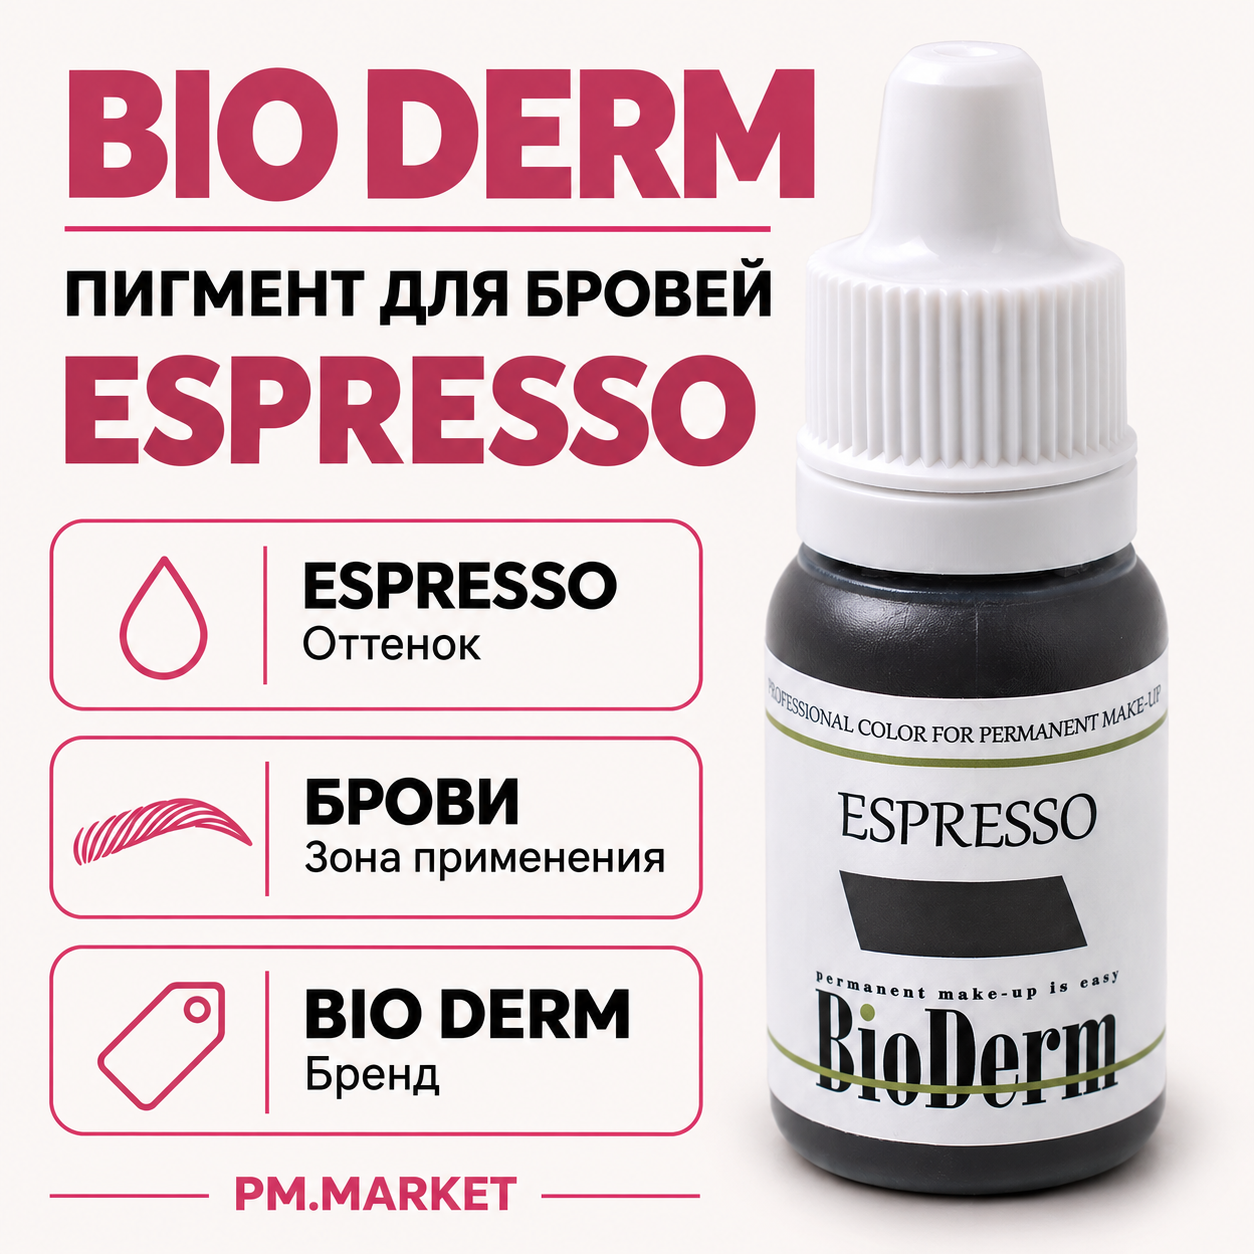 BIO DERM
ПИГМЕНТ ДЛЯ БРОВЕЙ
ESPRESSO
ESPRESSO
Оттенок
БРОВИ
Зона применения
BIO DERM
Бренд
PM.MARKET
PROFESSIONAL COLOR FOR PERMANENT MAKE-UP
ESPRESSO
permanent make-up is easy
BioDerm